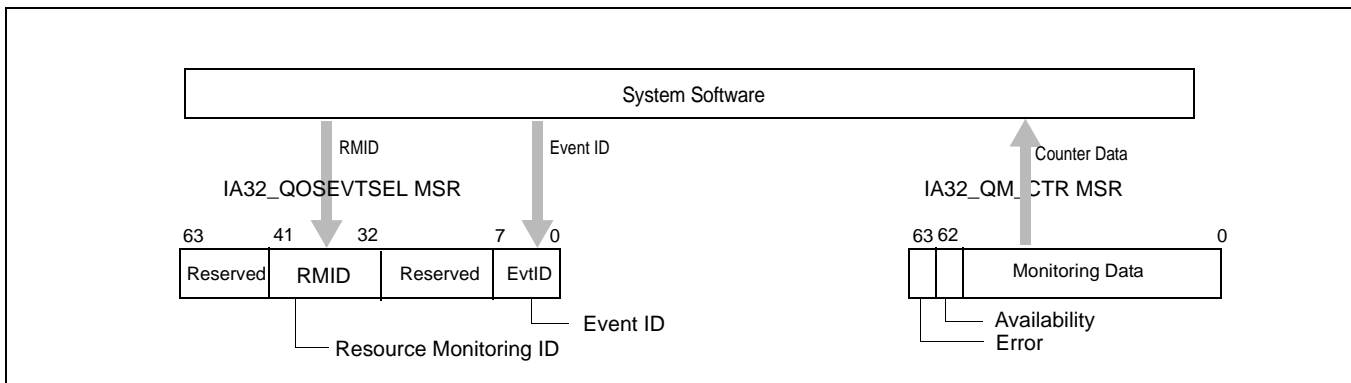 System Software
RMID
Event ID
Counter Data
IA32_QOSEVTSEL MSR
IA32_QM_CTR MSR
63 41 32 7 0
63 62 0
Reserved RMID Reserved EvtID
Monitoring Data
Event ID
Resource Monitoring ID
Availability
Error